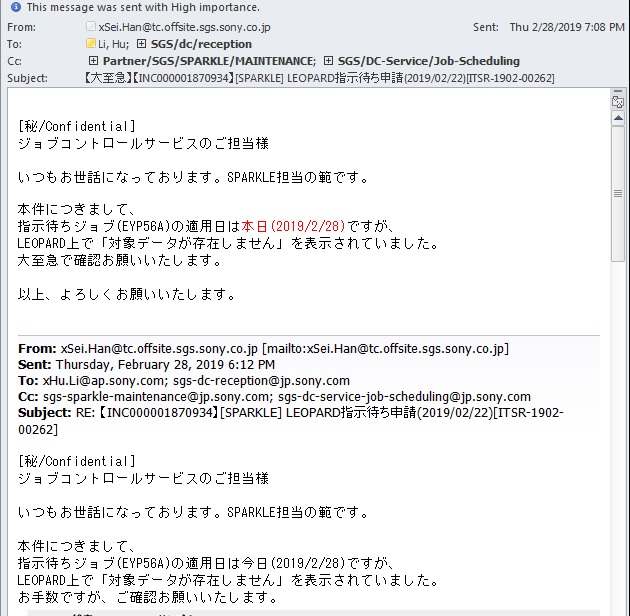 This message was sent with High importance.
From: xSei.Han@tc.offsite.sgs.sony.co.jp Sent: Thu 2/28/2019 7:08 PM
To: Li, Hu; SGS/dc/reception
Cc: Partner/SGS/SPARKLE/MAINTENANCE; SGS/DC-Service/Job-Scheduling
Subject: 【大至急】【INC000001870934】[SPARKLE] LEOPARD指示待ち申請(2019/02/22)[ITSR-1902-00262]
[秘/Confidential]
ジョブコントロールサービスのご担当様
いつもお世話になっております。SPARKLE担当の範です。
本件につきまして、
指示待ちジョブ(EYP56A)の適用日は本日(2019/2/28)ですが、
LEOPARD上で「対象データが存在しません」を表示されていました。
大至急で確認お願いいたします。
以上、よろしくお願いいたします。
From: xSei.Han@tc.offsite.sgs.sony.co.jp [mailto:xSei.Han@tc.offsite.sgs.sony.co.jp]
Sent: Thursday, February 28, 2019 6:12 PM
To: xHu.Li@ap.sony.com; sgs-dc-reception@jp.sony.com
Cc: sgs-sparkle-maintenance@jp.sony.com; sgs-dc-service-job-scheduling@jp.sony.com
Subject: RE: 【INC000001870934】[SPARKLE] LEOPARD指示待ち申請(2019/02/22)[ITSR-1902-
00262]
[秘/Confidential]
ジョブコントロールサービスのご担当様
いつもお世話になっております。SPARKLE担当の範です。
本件につきまして、
指示待ちジョブ(EYP56A)の適用日は今日(2019/2/28)ですが、
LEOPARD上で「対象データが存在しません」を表示されていました。
お手数ですが、ご確認お願いいたします。